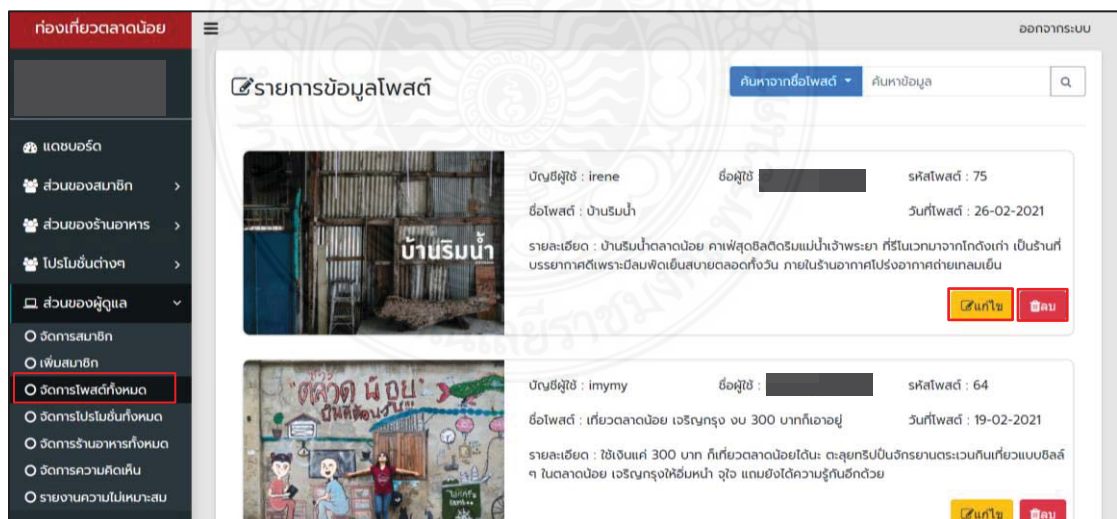 ท่องเที่ยวตลาดน้อย
ออกจากระบบ
รายการข้อมูลโพสต์
ค้นหาจากชื่อโพสต์
ค้นหาข้อมูล
แดชบอร์ด
ส่วนของสมาชิก
ส่วนของร้านอาหาร
โปรโมชั่นต่างๆ
ส่วนของผู้ดูแล
จัดการสมาชิก
เพิ่มสมาชิก
จัดการโพสต์ทั้งหมด
จัดการโปรโมชั่นทั้งหมด
จัดการร้านอาหารทั้งหมด
จัดการความคิดเห็น
รายงานความไม่เหมาะสม
บ้านริมน้ำ
บัญชีผู้ใช้ : irene ชื่อผู้ใช้ : รหัสโพสต์ : 75
ชื่อโพสต์ : บ้านริมน้ำ วันที่โพสต์ : 26-02-2021
รายละเอียด : บ้านริมน้ำตลาดน้อย คาเฟ่สุดชิลติดริมแม่น้ำเจ้าพระยา ที่รีโนเวทมาจากโกดังเก่า เป็นร้านที่
บรรยากาศดีเพราะมีลมพัดเย็นสบายตลอดทั้งวัน ภายในร้านอากาศโปร่งอากาศถ่ายเทลมเย็น
แก้ไข ลบ
ตลาดน้อย
บัญชีผู้ใช้ : imymy ชื่อผู้ใช้ : รหัสโพสต์ : 64
ชื่อโพสต์ : เที่ยวตลาดน้อย เจริญกรุง งบ 300 บาทก็เอาอยู่ วันที่โพสต์ : 19-02-2021
รายละเอียด : ใช้เงินแค่ 300 บาท ก็เที่ยวตลาดน้อยได้นะ ตะลุยทริปปั่นจักรยานตระเวนกินเที่ยวแบบชิลล์
ๆ ในตลาดน้อย เจริญกรุงให้อิ่มหนำ จุใจ แถมยังได้ความรู้กันอีกด้วย
แก้ไข ลบ